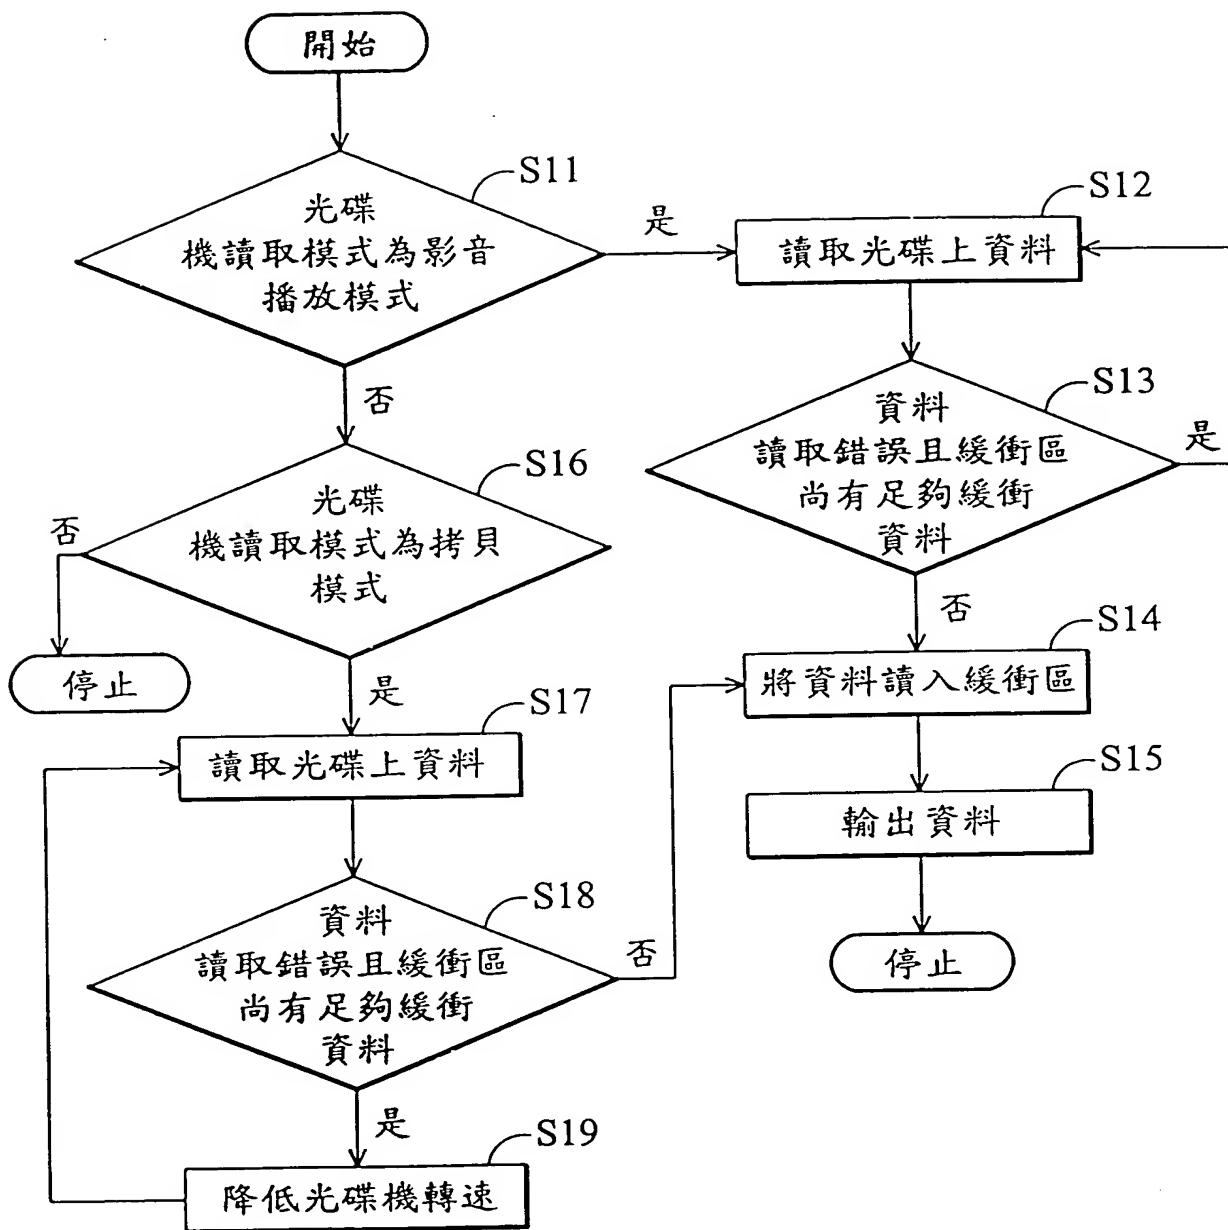 開始
S11
光碟
機讀取模式為影音
播放模式
是
S12
讀取光碟上資料
否
S13
資料
讀取錯誤且緩衝區
尚有足夠緩衝
資料
是
S16
光碟
機讀取模式為拷貝
模式
否
停止
是
否
S14
將資料讀入緩衝區
S17
讀取光碟上資料
S15
輸出資料
S18
資料
讀取錯誤且緩衝區
尚有足夠緩衝
資料
否
停止
是
S19
降低光碟機轉速